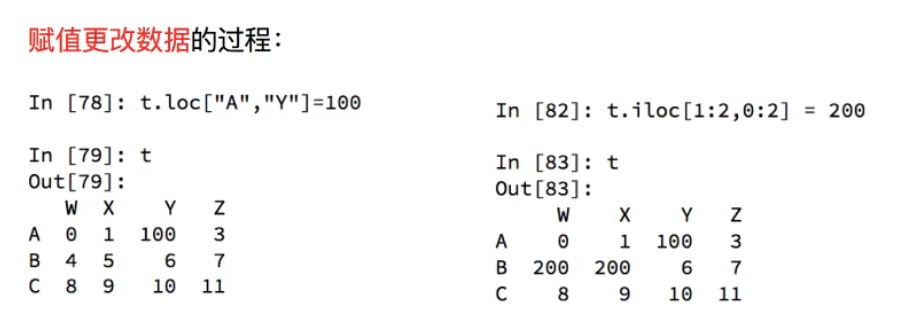 赋值更改数据的过程：
In [78]: t.loc["A","Y"]=100
In [79]: t
Out[79]:
W X Y Z
A 0 1 100 3
B 4 5 6 7
C 8 9 10 11
In [82]: t.iloc[1:2,0:2] = 200
In [83]: t
Out[83]:
W X Y Z
A 0 1 100 3
B 200 200 6 7
C 8 9 10 11